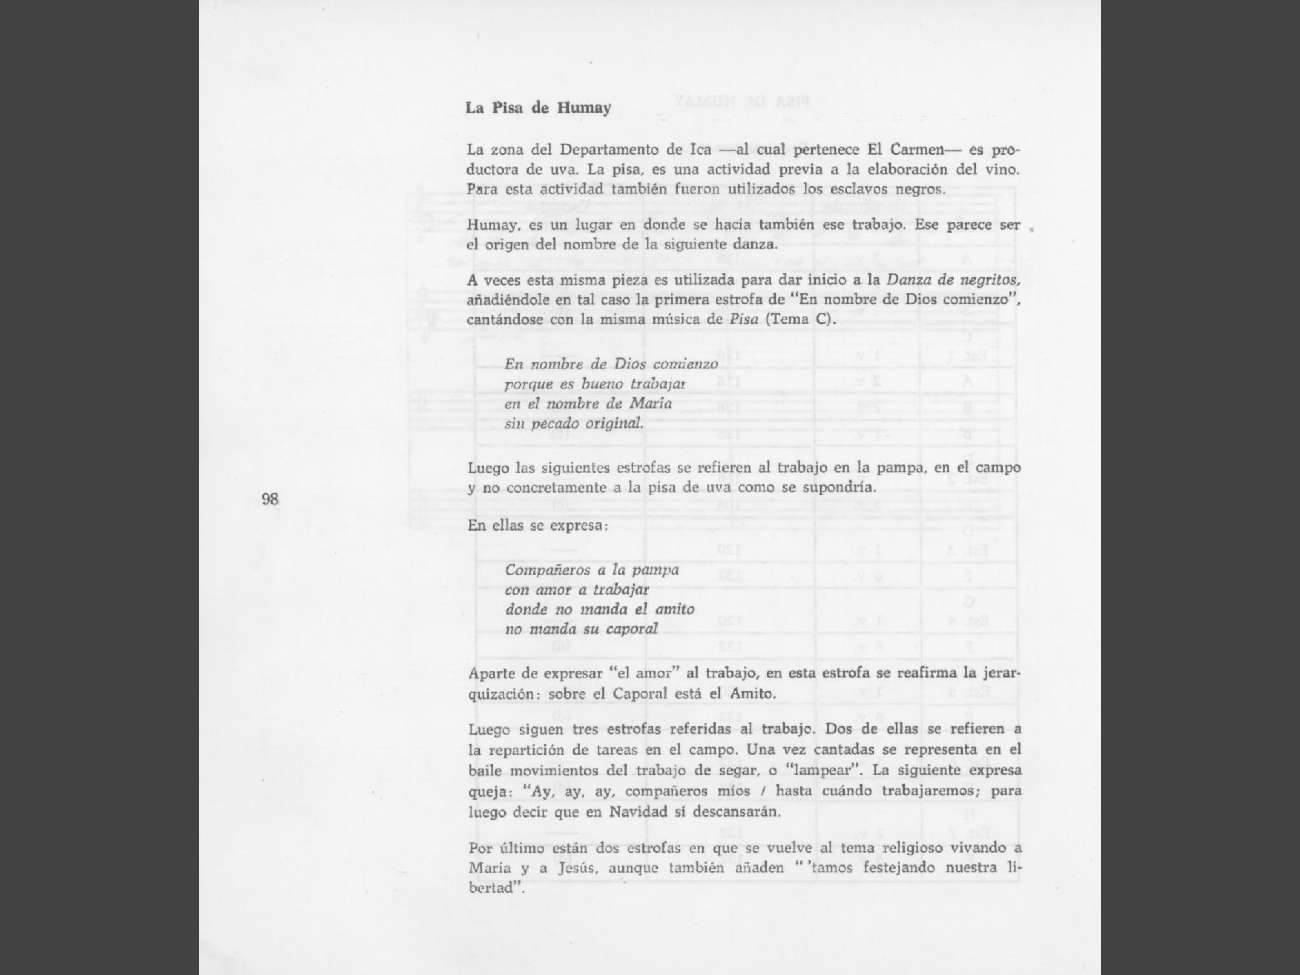 La Pisa de Humay
La zona del Departamento de Ica —al cual pertenece El Carmen— es pro-
ductora de uva. La pisa, es una actividad previa a la elaboración del vino.
Para esta actividad también fueron utilizados los esclavos negros.
Humay, es un lugar en donde se hacía también ese trabajo. Ese parece ser
el origen del nombre de la siguiente danza.
A veces esta misma pieza es utilizada para dar inicio a la Danza de negritos,
añadiéndole en tal caso la primera estrofa de "En nombre de Dios comienzo",
cantándose con la misma música de Pisa (Tema C).
En nombre de Dios comienzo
porque es bueno trabajar
en el nombre de María
sin pecado original.
Luego las siguientes estrofas se refieren al trabajo en la pampa, en el campo
y no concretamente a la pisa de uva como se supondría.
98
En ellas se expresa:
Compañeros a la pampa
con amor a trabajar
donde no manda el amito
no manda su caporal
Aparte de expresar "el amor" al trabajo, en esta estrofa se reafirma la jerar-
quización: sobre el Caporal está el Amito.
Luego siguen tres estrofas referidas al trabajo. Dos de ellas se refieren a
la repartición de tareas en el campo. Una vez cantadas se representa en el
baile movimientos del trabajo de segar, o "lampear". La siguiente expresa
queja: "Ay, ay, ay, compañeros míos / hasta cuándo trabajaremos; para
luego decir que en Navidad sí descansarán.
Por último están dos estrofas en que se vuelve al tema religioso vivando a
María y a Jesús, aunque también añaden " 'tamos festejando nuestra li-
bertad".